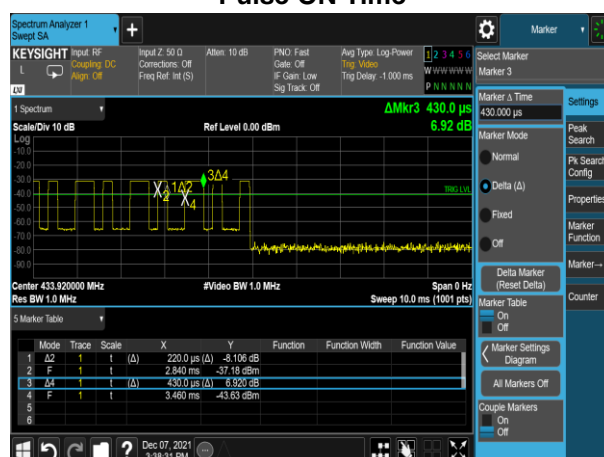 Pulse ON Time
Spectrum Analyzer 1
Swept SA
Marker
KEYSIGHT
Input: RF
Coupling: DC
Align: Off
Input Z: 50 Ω
Corrections: Off
Freq Ref: Int (S)
Atten: 10 dB
PNO: Fast
Gate: Off
IF Gain: Low
Sig Track: Off
Avg Type: Log-Power
Trig: Video
Trig Delay: -1.000 ms
1 2 3 4 5 6
W W W W W W
P N N N N N
L
LXI
Select Marker
Marker 3
1 Spectrum
ΔMkr3 430.0 µs
Scale/Div 10 dB
Ref Level 0.00 dBm
6.92 dB
Log
-10.0
-20.0
-30.0
-40.0
-50.0
-60.0
-70.0
-80.0
-90.0
1Δ2
2
3Δ4
4
TRIG LVL
Center 433.920000 MHz
#Video BW 1.0 MHz
Span 0 Hz
Res BW 1.0 MHz
Sweep 10.0 ms (1001 pts)
5 Marker Table
Mode Trace Scale X Y Function Function Width Function Value
1 Δ2 1 t (Δ) 220.0 µs (Δ) -8.106 dB
2 F 1 t 2.840 ms -37.18 dBm
3 Δ4 1 t (Δ) 430.0 µs (Δ) 6.920 dB
4 F 1 t 3.460 ms -43.63 dBm
5
6
Marker Δ Time
430.000 µs
Marker Mode
Normal
Delta (Δ)
Fixed
Off
Delta Marker
(Reset Delta)
Marker Table
On
Off
Marker Settings
Diagram
All Markers Off
Couple Markers
On
Off
Settings
Peak
Search
Pk Search
Config
Properties
Marker
Function
Marker→
Counter
Dec 07, 2021
3:38:31 PM